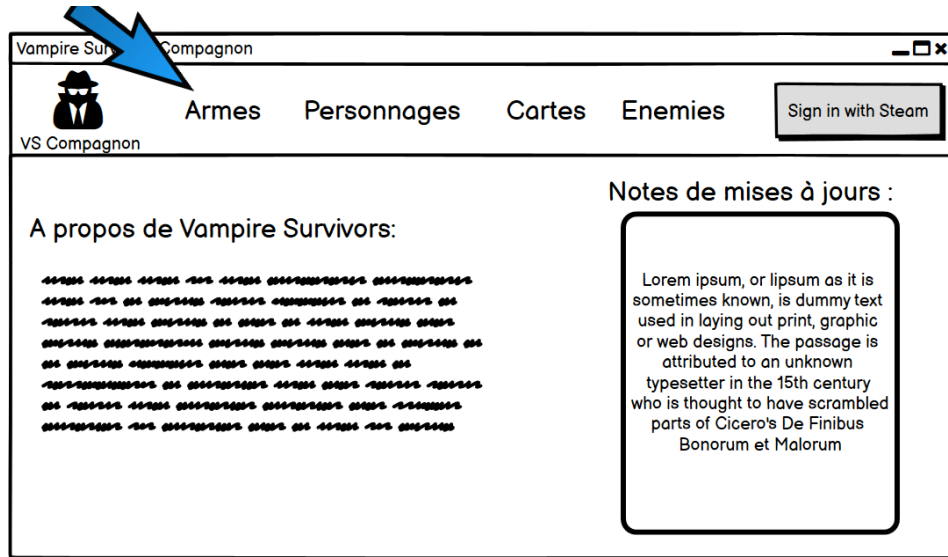 Vampire Sur Compagnon
VS Compagnon
Armes Personnages Cartes Enemies Sign in with Steam
Notes de mises à jours :
A propos de Vampire Survivors:
Lorem ipsum, or lipsum as it is
sometimes known, is dummy text
used in laying out print, graphic
or web designs. The passage is
attributed to an unknown
typesetter in the 15th century
who is thought to have scrambled
parts of Cicero's De Finibus
Bonorum et Malorum